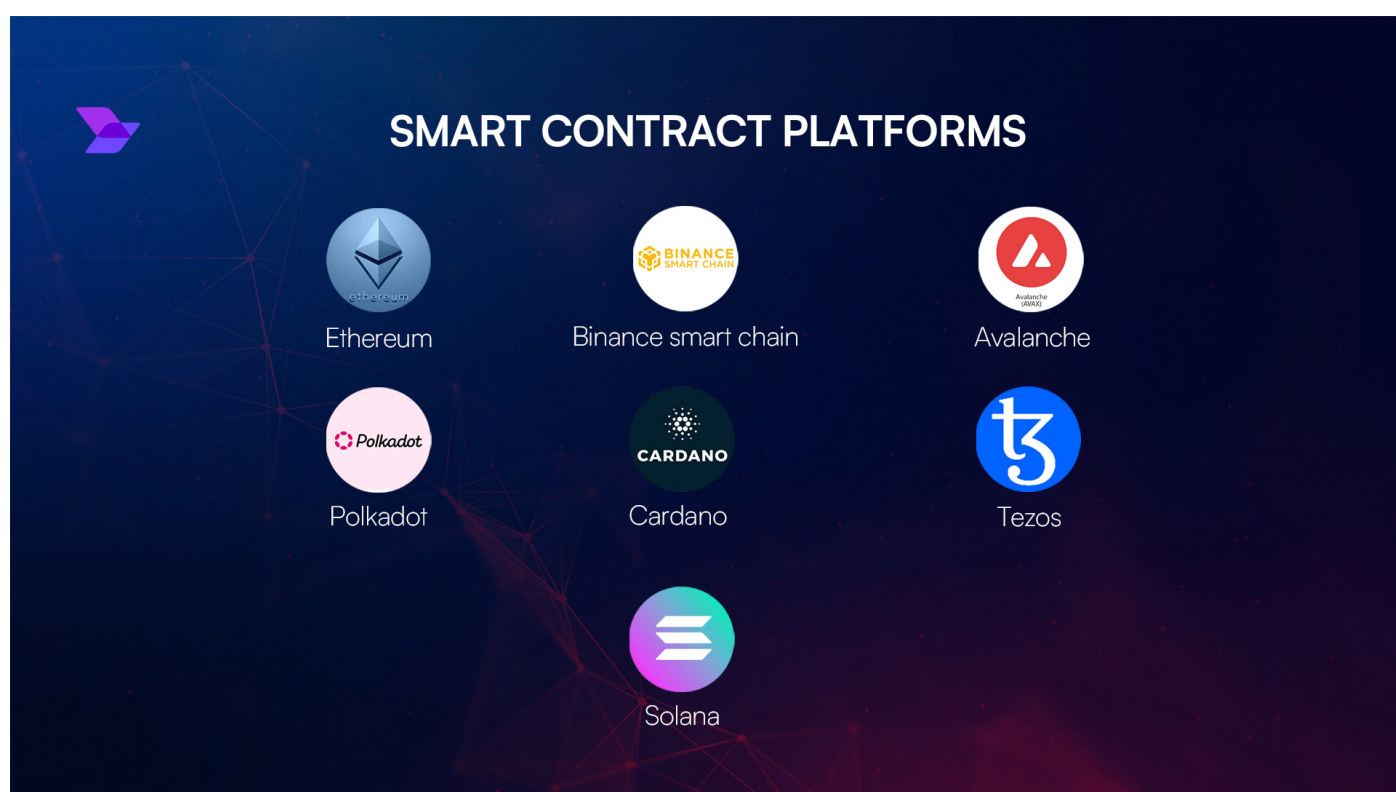 SMART CONTRACT PLATFORMS
ethereum
BINANCE
SMART CHAIN
Avalanche
(AVAX)
Ethereum
Binance smart chain
Avalanche
Polkadot
CARDANO
Polkadot
Cardano
Tezos
Solana